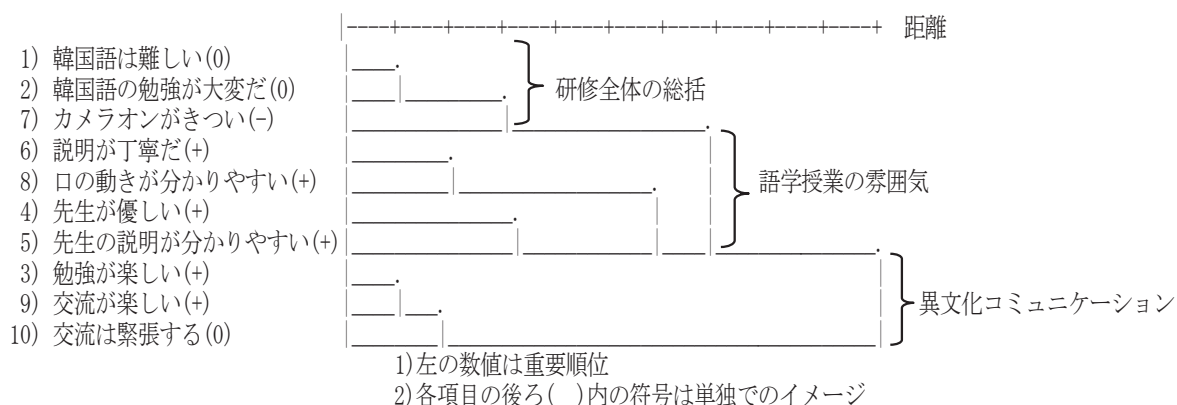 距離
1) 韓国語は難しい(0)
2) 韓国語の勉強が大変だ(0)
研修全体の総括
7) カメラオンがきつい(-)
6) 説明が丁寧だ(+)
8) 口の動きが分かりやすい(+)
語学授業の雰囲気
4) 先生が優しい(+)
5) 先生の説明が分かりやすい(+)
3) 勉強が楽しい(+)
9) 交流が楽しい(+)
異文化コミュニケーション
10) 交流は緊張する(0)
1)左の数値は重要順位
2)各項目の後ろ( )内の符号は単独でのイメージ